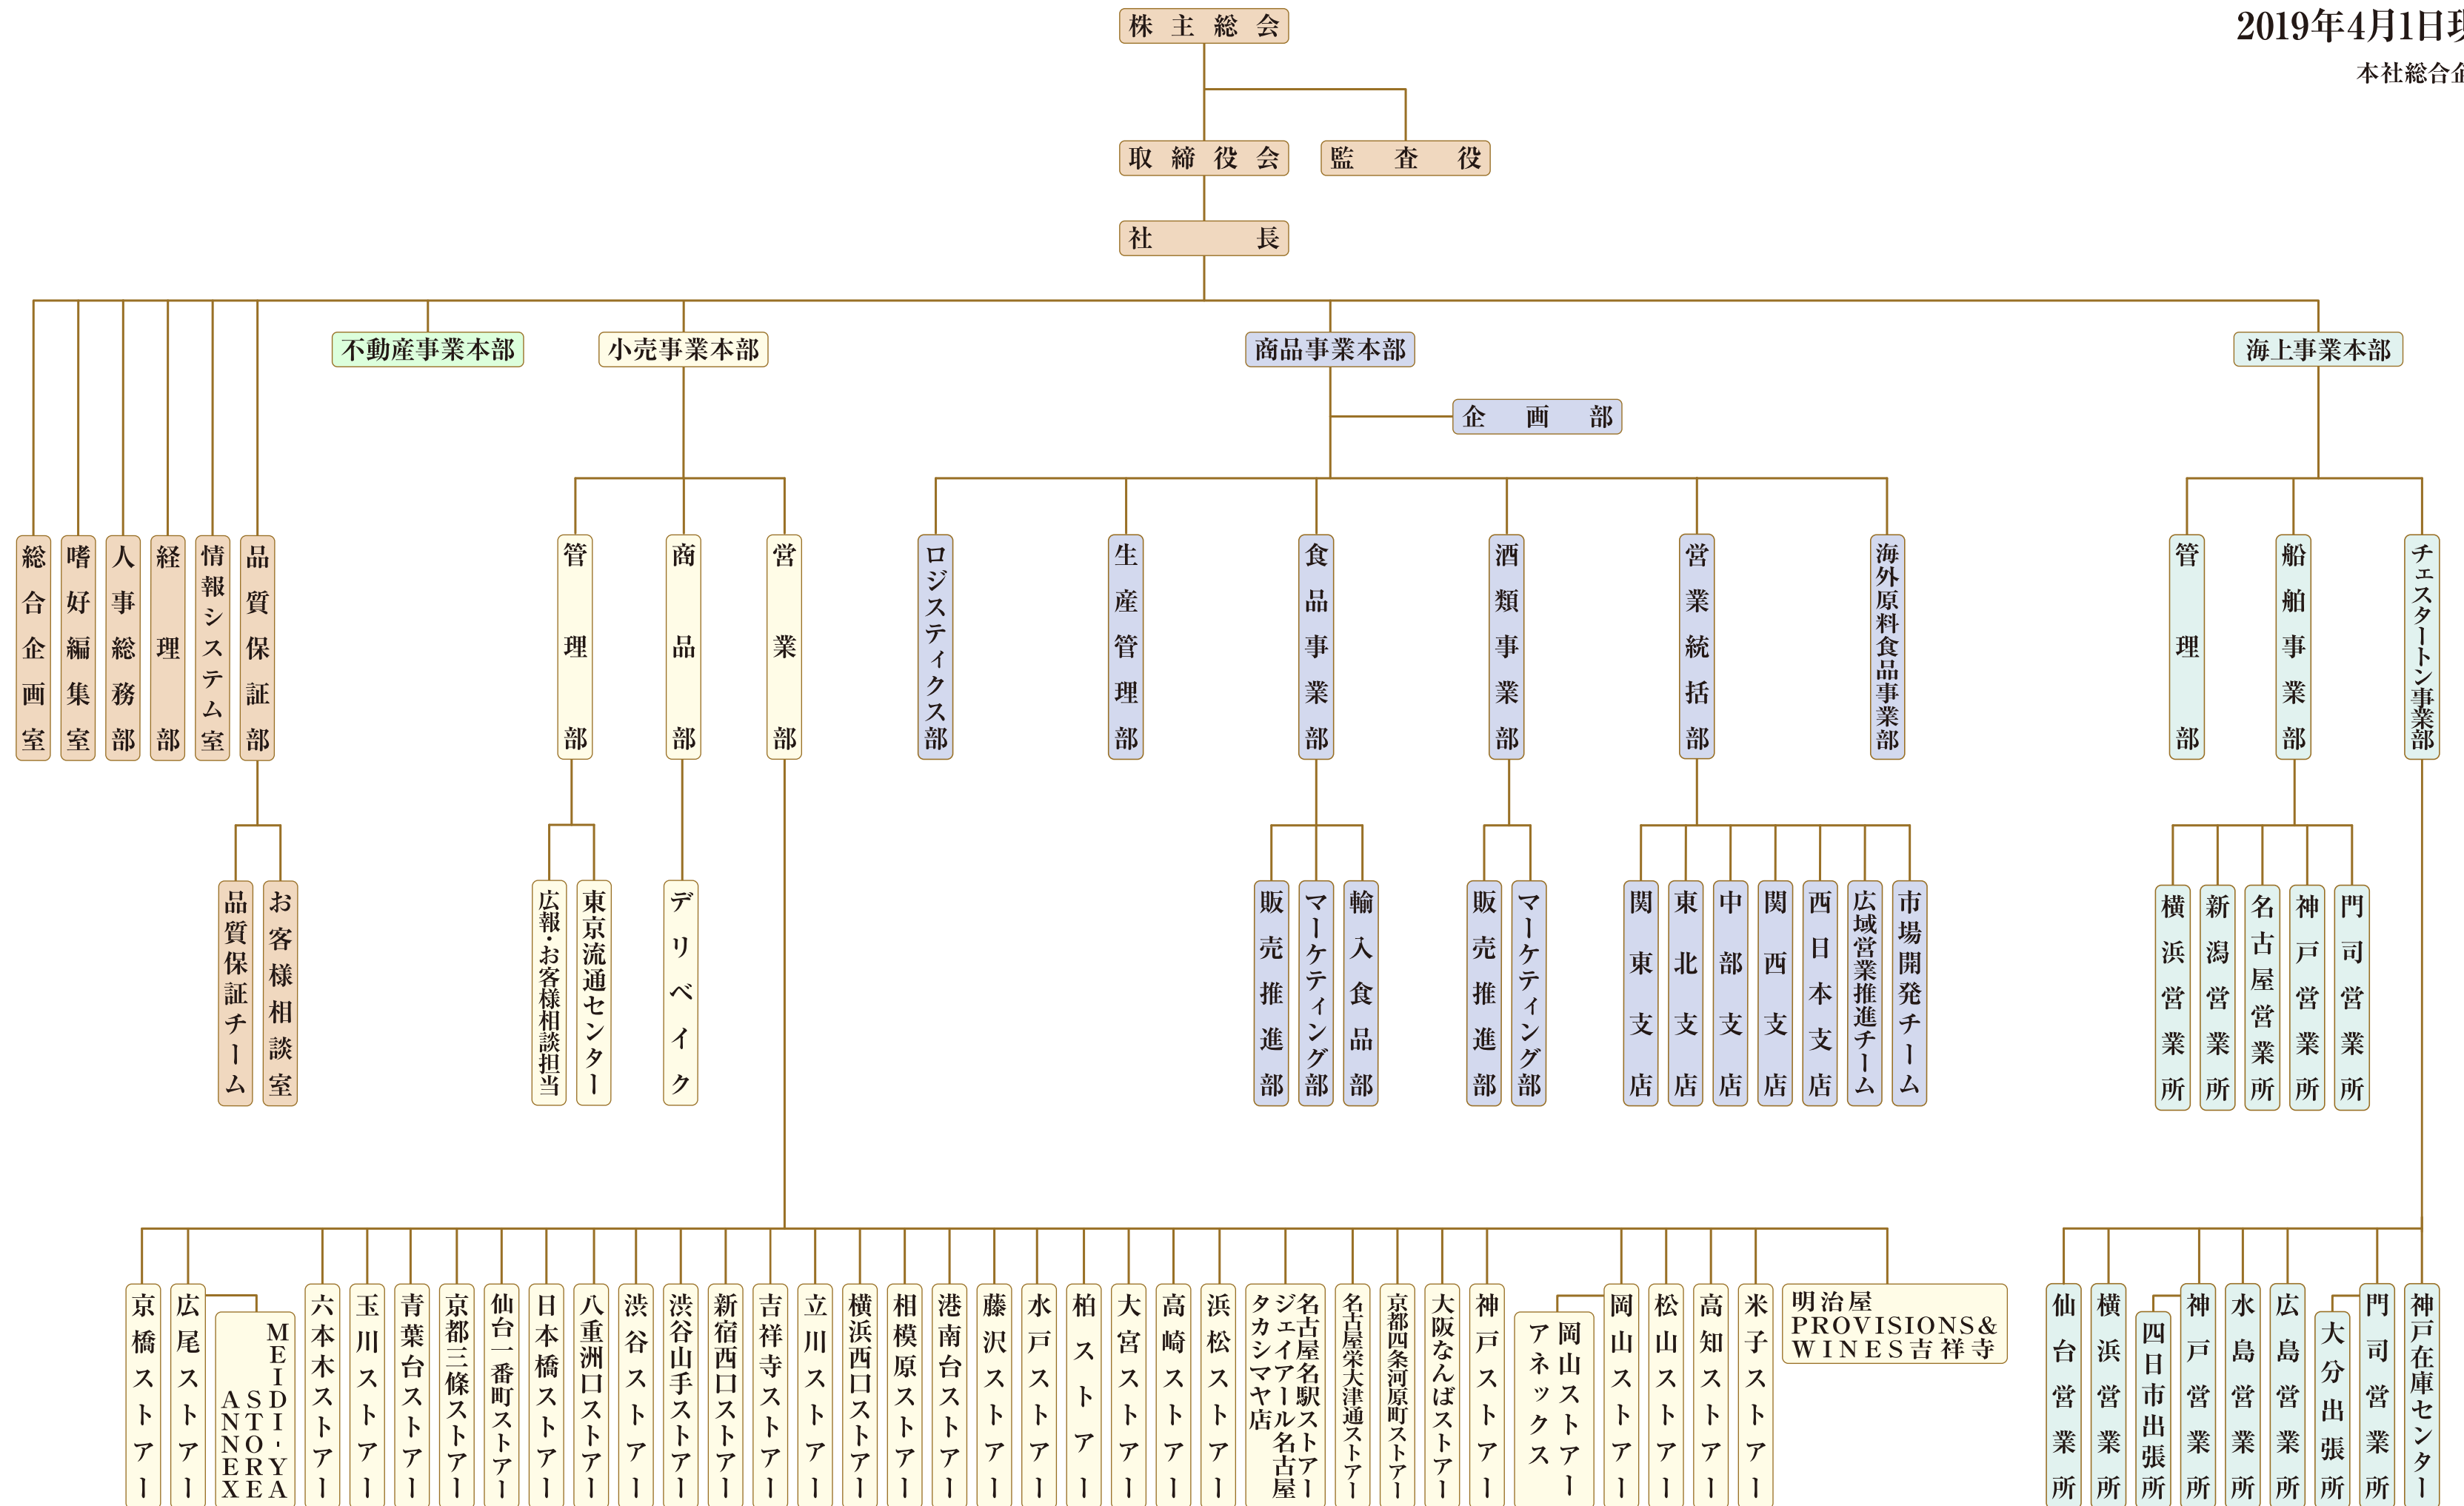 2019年4月1日
本社総合企
株主総会
取締役会
監査役
社長
不動産事業本部
小売事業本部
商品事業本部
海上事業本部
企画部
総合企画室
嗜好編集室
人事総務部
経理部
情報システム室
品質保証部
管理部
商品部
営業部
ロジスティクス部
生産管理部
食品事業部
酒類事業部
営業統括部
海外原料食品事業部
管理部
船舶事業部
チェスタートン事業部
品質保証チーム
お客様相談室
広報・お客様相談担当
東京流通センター
デリベイク
販売推進部
マーケティング部
輸入食品部
販売推進部
マーケティング部
関東支店
東北支店
中部支店
関西支店
西日本支店
広域営業推進チーム
市場開発チーム
横浜営業所
新潟営業所
名古屋営業所
神戸営業所
門司営業所
京橋ストアー
広尾ストアー
MEIDI-YA
STORE
ANNEX
六本木ストアー
玉川ストアー
青葉台ストアー
京都三條ストアー
仙台一番町ストアー
日本橋ストアー
八重洲口ストアー
渋谷ストアー
渋谷山手ストアー
新宿西口ストアー
吉祥寺ストアー
立川ストアー
横浜西口ストアー
相模原ストアー
港南台ストアー
藤沢ストアー
水戸ストアー
柏ストアー
大宮ストアー
高崎ストアー
浜松ストアー
名古屋名駅ストアー
ジェイアール名古屋
タカシマヤ店
名古屋栄大津通ストアー
京都四条河原町ストアー
大阪なんばストアー
神戸ストアー
岡山ストアー
アネックス
岡山ストアー
松山ストアー
高知ストアー
米子ストアー
明治屋
PROVISIONS&
WINES吉祥寺
仙台営業所
横浜営業所
四日市出張所
神戸営業所
水島営業所
広島営業所
大分出張所
門司営業所
神戸在庫センター